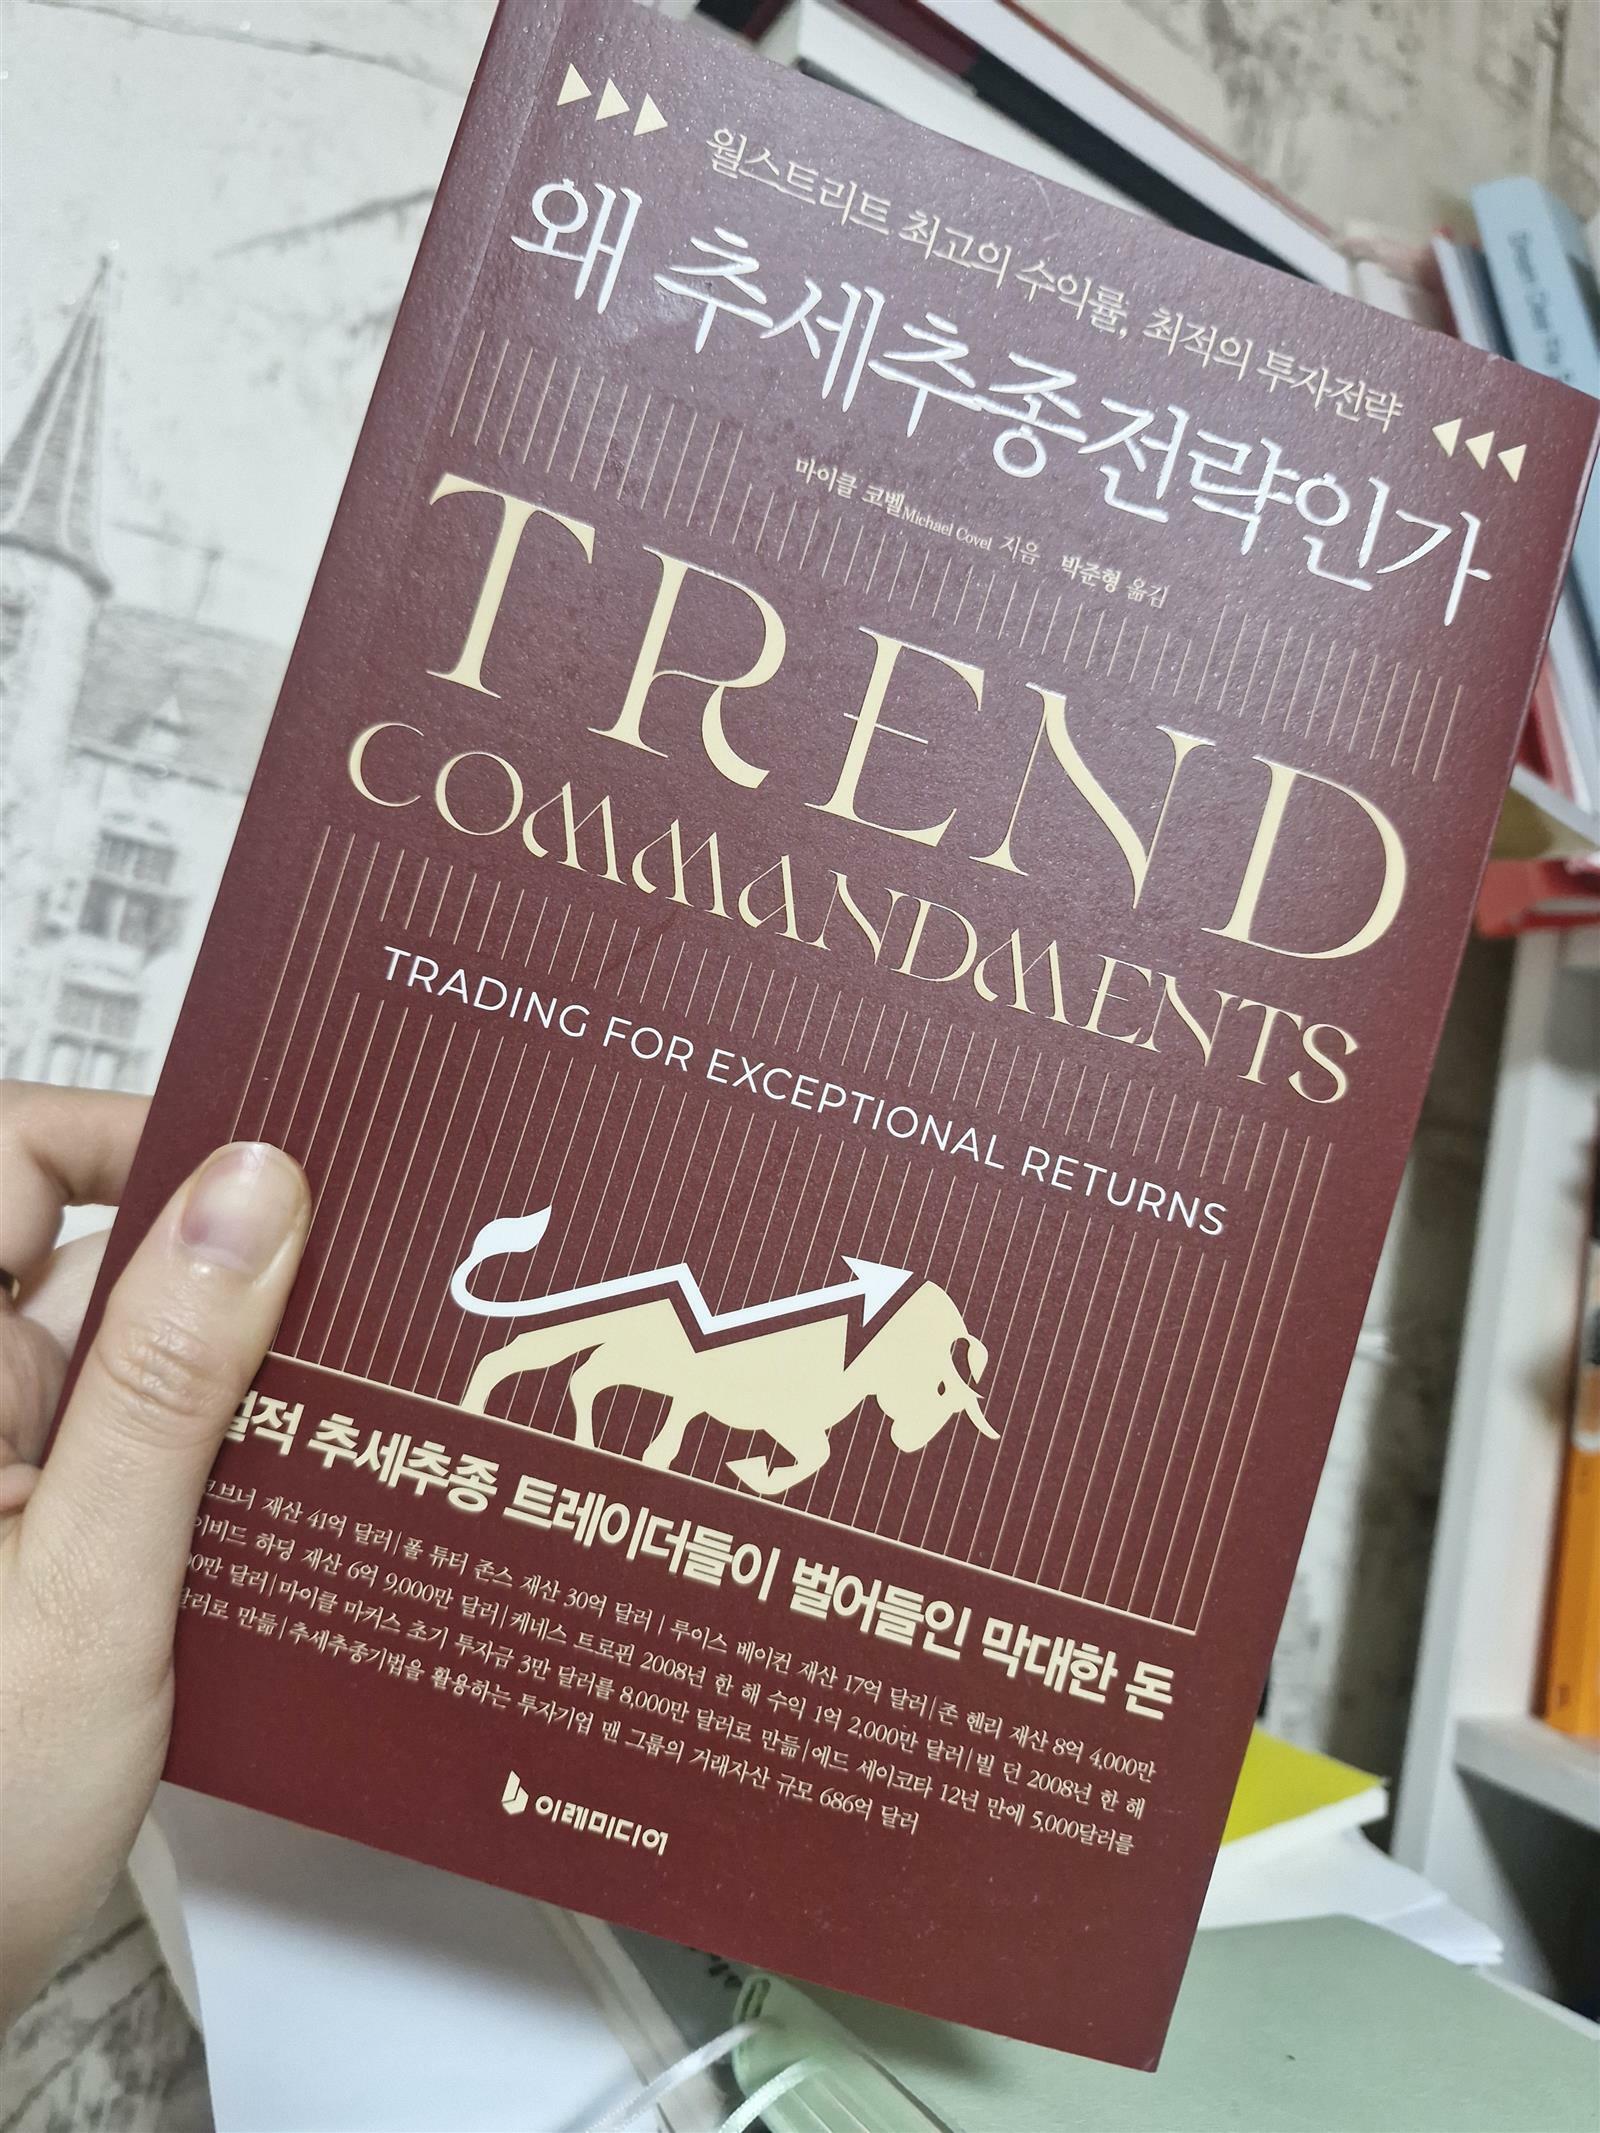 월스트리트 최고의 수익률, 최적의 투자전략
왜 추세추종전략인가
마이클 코벨Michael Covel 지음 박준형 옮김
TREND
COMMANDMENTS
TRADING FOR EXCEPTIONAL RETURNS
추세추종 트레이더들이 벌어들인 막대한 돈
코브너 재산 41억 달러|폴 튜터 존스 재산 30억 달러|루이스 베이컨 재산 17억 달러|존 헨리 재산 8억 4,000만
하딩 재산 6억 9,000만 달러|케네스 트로핀 2008년 한 해 수익 1억 2,000만 달러|빌 던 2008년 한 해
만 달러|마이클 마커스 초기 투자금 3만 달러를 8,000만 달러로 만듦|에드 세이코타 12년 만에 5,000달러를
달러로 만듦|추세추종기법을 활용하는 투자기업 맨 그룹의 거래자산 규모 686억 달러
이레미디어